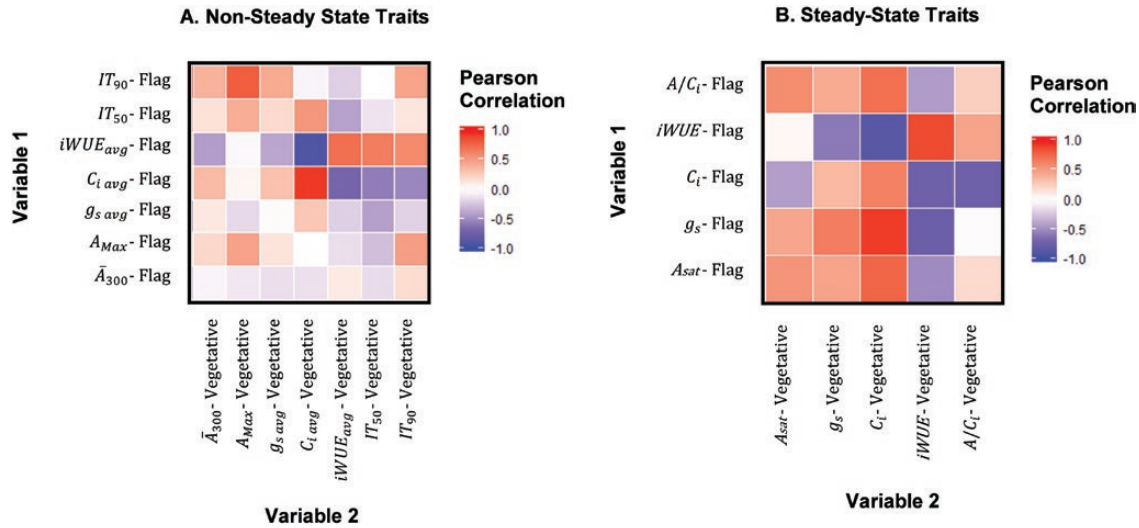 A. Non-Steady State Traits
Variable 1
IT₉₀- Flag
IT₅₀- Flag
iWUEₐᵥg- Flag
Cᵢ ₐᵥg- Flag
gₛ ₐᵥg- Flag
A_Max- Flag
Ā₃₀₀- Flag
Ā₃₀₀- Vegetative
A_Max- Vegetative
gₛ ₐᵥg- Vegetative
Cᵢ ₐᵥg- Vegetative
iWUEₐᵥg- Vegetative
IT₅₀- Vegetative
IT₉₀- Vegetative
Variable 2
Pearson
Correlation
1.0
0.5
0.0
-0.5
-1.0
B. Steady-State Traits
Variable 1
A/Cᵢ- Flag
iWUE- Flag
Cᵢ- Flag
gₛ- Flag
Asat- Flag
Asat- Vegetative
gₛ- Vegetative
Cᵢ- Vegetative
iWUE- Vegetative
A/Cᵢ- Vegetative
Variable 2
Pearson
Correlation
1.0
0.5
0.0
-0.5
-1.0